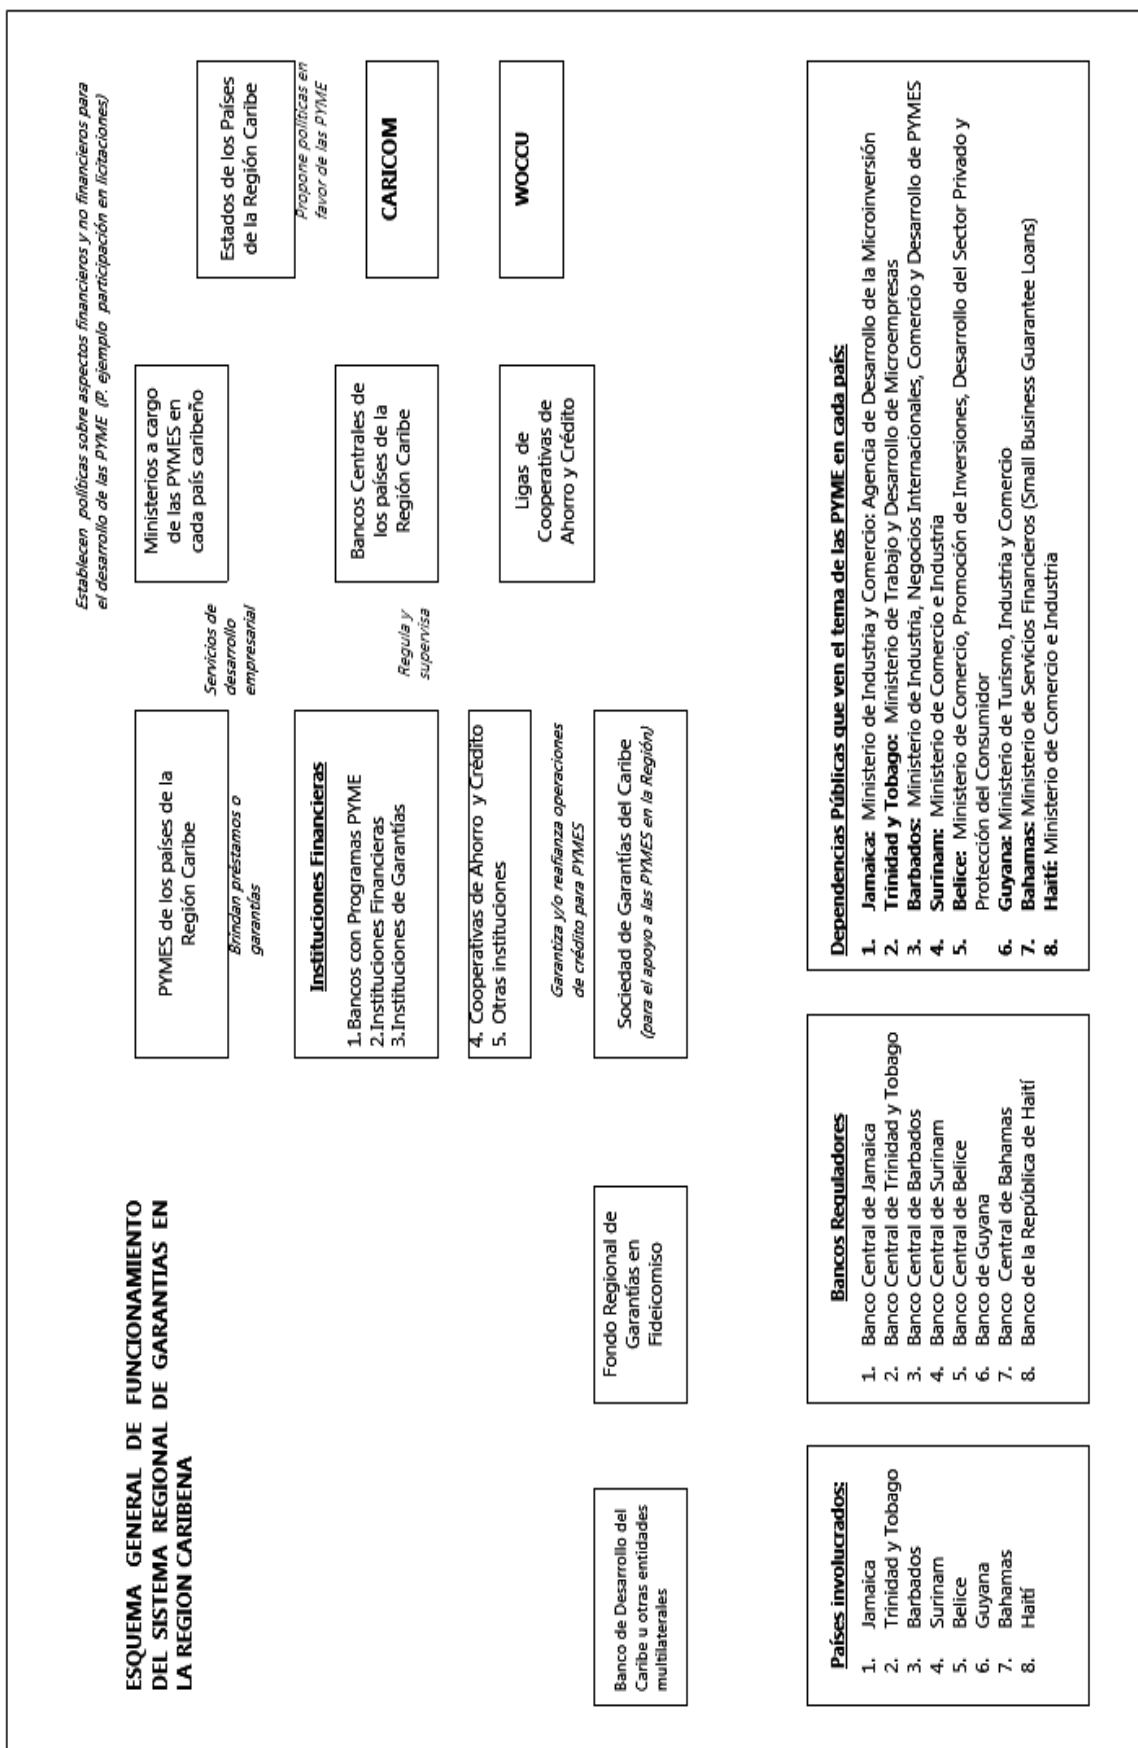 ESQUEMA GENERAL DE FUNCIONAMIENTO
DEL SISTEMA REGIONAL DE GARANTIAS EN
LA REGION CARIBENA
Establecen políticas sobre aspectos financieros y no financieros para
el desarrollo de las PYME (P. ejemplo participación en licitaciones)
PYMES de los países de la
Región Caribe
Servicios de
desarrollo
empresarial
Ministerios a cargo
de las PYMES en
cada país caribeño
Estados de los Países
de la Región Caribe
Brindan préstamos o
garantías
Propone políticas en
favor de las PYME
Instituciones Financieras
1.Bancos con Programas PYME
2.Instituciones Financieras
3.Instituciones de Garantías
Regula y
supervisa
Bancos Centrales de
los países de la
Región Caribe
CARICOM
4. Cooperativas de Ahorro y Crédito
5. Otras instituciones
Ligas de
Cooperativas de
Ahorro y Crédito
WOCCU
Garantiza y/o reafianza operaciones
de crédito para PYMES
Banco de Desarrollo del
Caribe u otras entidades
multilaterales
Fondo Regional de
Garantías en
Fideicomiso
Sociedad de Garantías del Caribe
(para el apoyo a las PYMES en la Región)
Países involucrados:
1. Jamaica
2. Trinidad y Tobago
3. Barbados
4. Surinam
5. Belice
6. Guyana
7. Bahamas
8. Haití
Bancos Reguladores
1. Banco Central de Jamaica
2. Banco Central de Trinidad y Tobago
3. Banco Central de Barbados
4. Banco Central de Surinam
5. Banco Central de Belice
6. Banco de Guyana
7. Banco Central de Bahamas
8. Banco de la República de Haití
Dependencias Públicas que ven el tema de las PYME en cada país:
1. Jamaica: Ministerio de Industria y Comercio: Agencia de Desarrollo de la Microinversión
2. Trinidad y Tobago: Ministerio de Trabajo y Desarrollo de Microempresas
3. Barbados: Ministerio de Industria, Negocios Internacionales, Comercio y Desarrollo de PYMES
4. Surinam: Ministerio de Comercio e Industria
5. Belice: Ministerio de Comercio, Promoción de Inversiones, Desarrollo del Sector Privado y
Protección del Consumidor
6. Guyana: Ministerio de Turismo, Industria y Comercio
7. Bahamas: Ministerio de Servicios Financieros (Small Business Guarantee Loans)
8. Haití: Ministerio de Comercio e Industria